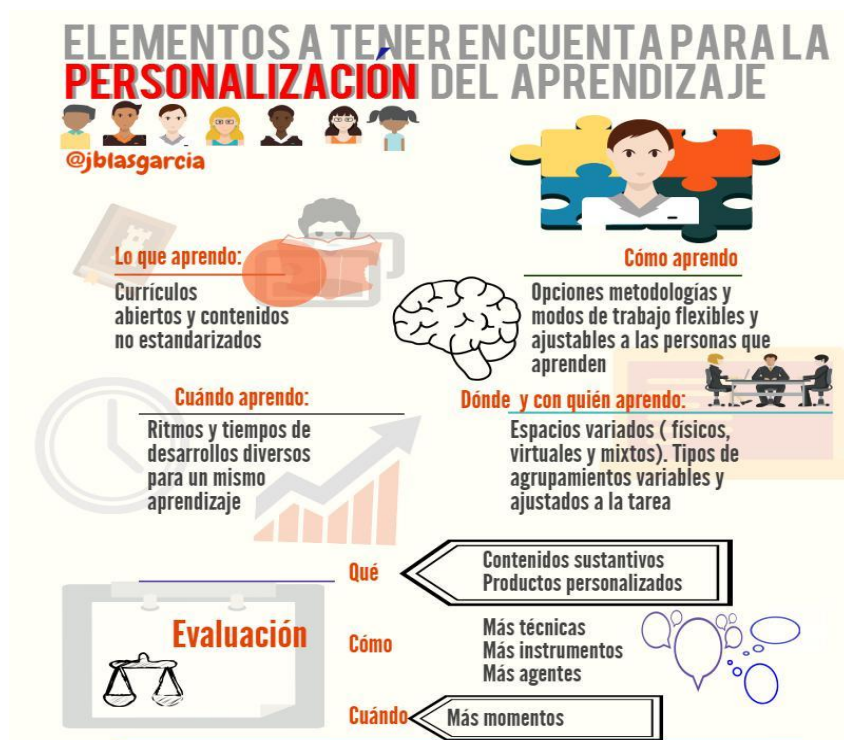 ELEMENTOS A TENER EN CUENTA PARA LA
PERSONALIZACIÓN DEL APRENDIZAJE
@jblasgarcia
Lo que aprendo:
Currículos
abiertos y contenidos
no estandarizados
Cómo aprendo
Opciones metodologías y
modos de trabajo flexibles y
ajustables a las personas que
aprenden
Cuándo aprendo:
Ritmos y tiempos de
desarrollos diversos
para un mismo
aprendizaje
Dónde y con quién aprendo:
Espacios variados ( físicos,
virtuales y mixtos). Tipos de
agrupamientos variables y
ajustados a la tarea
Evaluación
Qué
Contenidos sustantivos
Productos personalizados
Cómo
Más técnicas
Más instrumentos
Más agentes
Cuándo
Más momentos